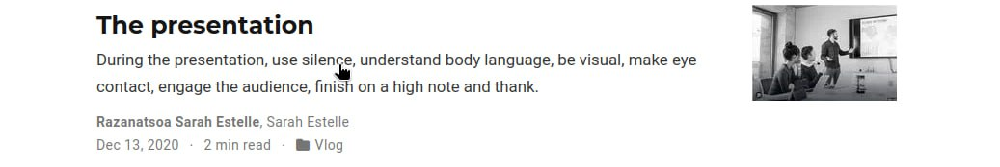 The presentation
During the presentation, use silence, understand body language, be visual, make eye
contact, engage the audience, finish on a high note and thank.
Razanatsoa Sarah Estelle, Sarah Estelle
Dec 13, 2020 · 2 min read · Vlog